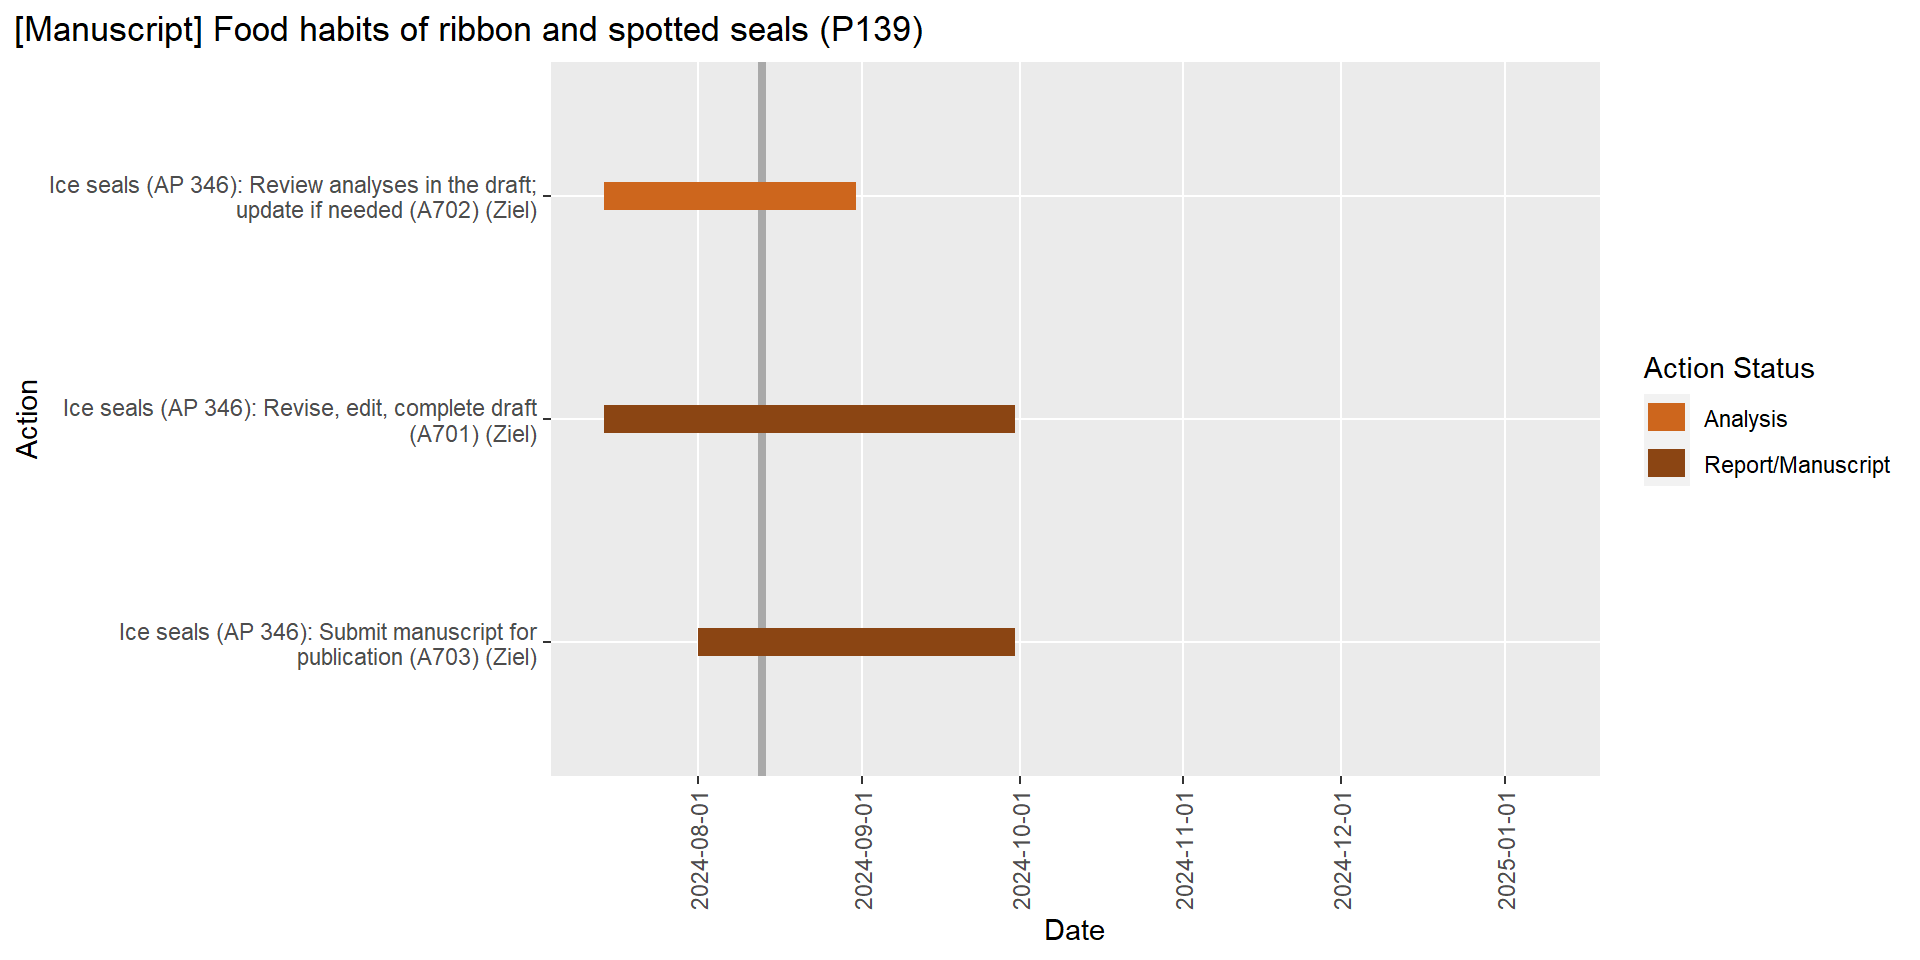 [Manuscript] Food habits of ribbon and spotted seals (P139)
Action
Ice seals (AP 346): Review analyses in the draft;
update if needed (A702) (Ziel)
Ice seals (AP 346): Revise, edit, complete draft
(A701) (Ziel)
Ice seals (AP 346): Submit manuscript for
publication (A703) (Ziel)
2024-08-01
2024-09-01
2024-10-01
2024-11-01
2024-12-01
2025-01-01
Date
Action Status
Analysis
Report/Manuscript